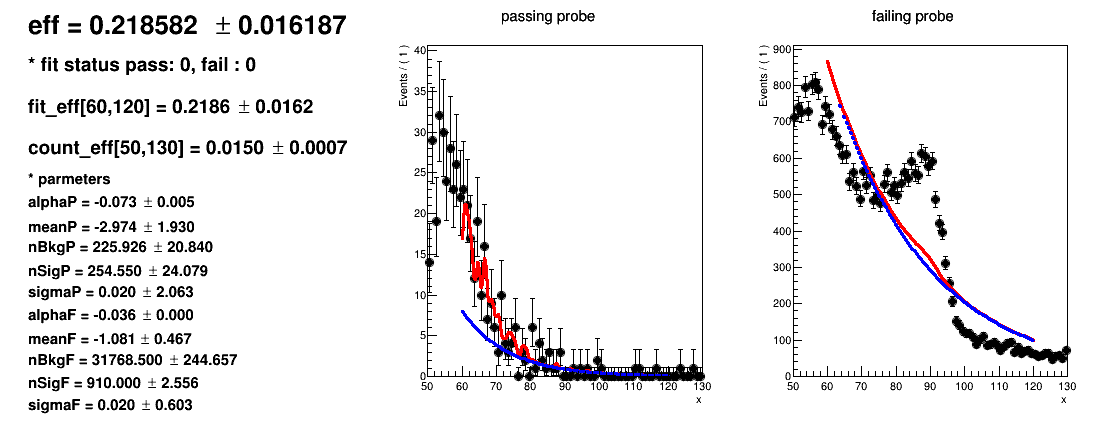 eff = 0.218582 ± 0.016187
* fit status pass: 0, fail : 0
fit_eff[60,120] = 0.2186 ± 0.0162
count_eff[50,130] = 0.0150 ± 0.0007
* parmeters
alphaP = -0.073 ± 0.005
meanP = -2.974 ± 1.930
nBkgP = 225.926 ± 20.840
nSigP = 254.550 ± 24.079
sigmaP = 0.020 ± 2.063
alphaF = -0.036 ± 0.000
meanF = -1.081 ± 0.467
nBkgF = 31768.500 ± 244.657
nSigF = 910.000 ± 2.556
sigmaF = 0.020 ± 0.603
passing probe
Events / ( 1 )
40
35
30
25
20
15
10
5
0
50 60 70 80 90 100 110 120 130
x
failing probe
Events / ( 1 )
900
800
700
600
500
400
300
200
100
0
50 60 70 80 90 100 110 120 130
x